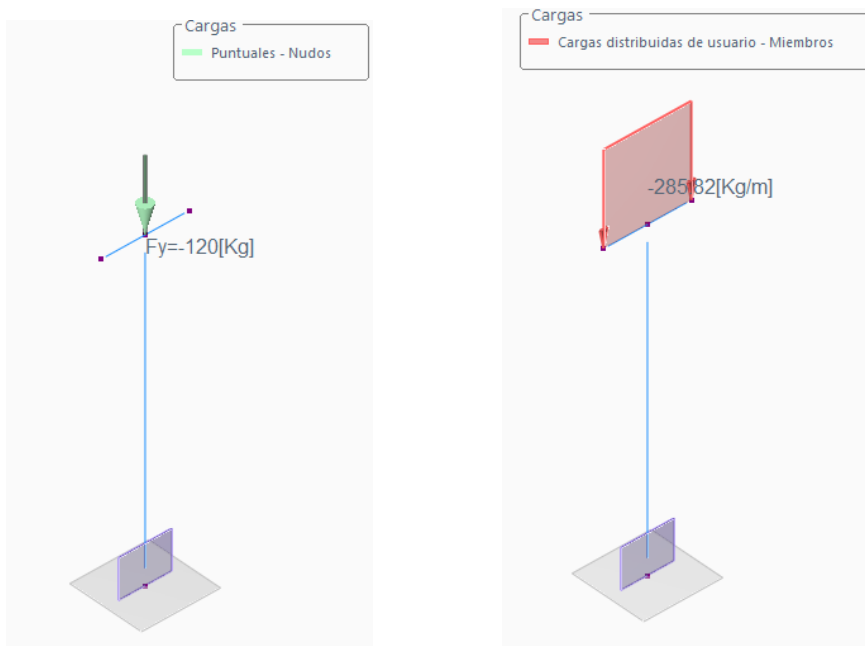 Cargas
Puntuales - Nudos
Fy=-120[Kg]
Cargas
Cargas distribuidas de usuario - Miembros
-285,82[Kg/m]